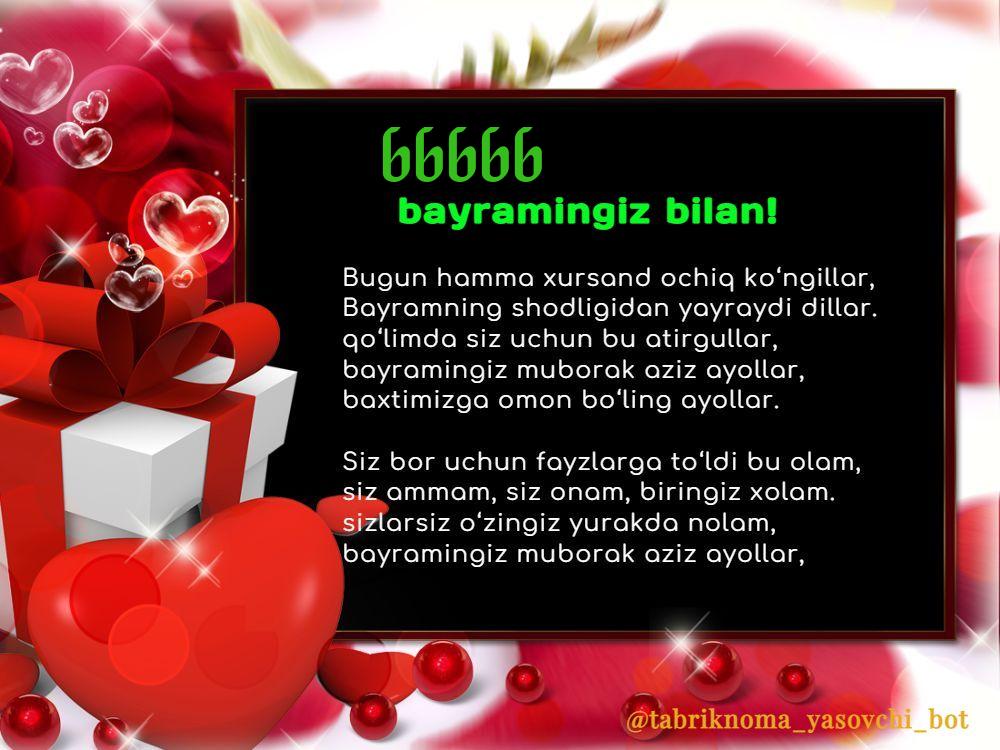 bbbbb
bayramingiz bilan!
Bugun hamma xursand ochiq ko‘ngillar,
Bayramning shodligidan yayraydi dillar.
qo‘limda siz uchun bu atirgullar,
bayramingiz muborak aziz ayollar,
baxtimizga omon bo‘ling ayollar.
Siz bor uchun fayzlarga to‘ldi bu olam,
siz ammam, siz onam, biringiz xolam.
sizlarsiz o‘zingiz yurakda nolam,
bayramingiz muborak aziz ayollar,
@tabriknoma_yasovchi_bot